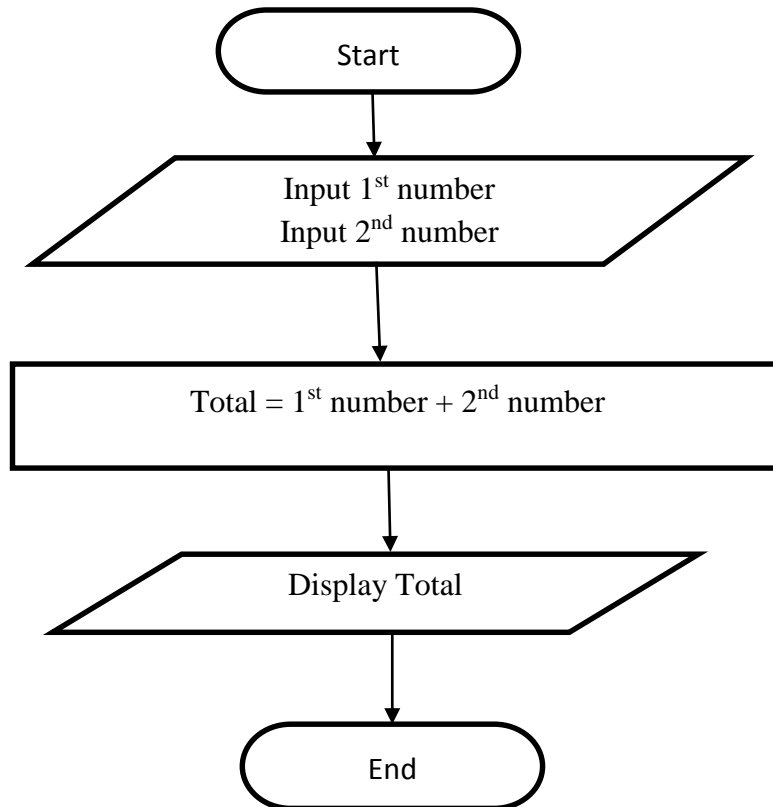 Start
Input 1st number
Input 2nd number
Total = 1st number + 2nd number
Display Total
End